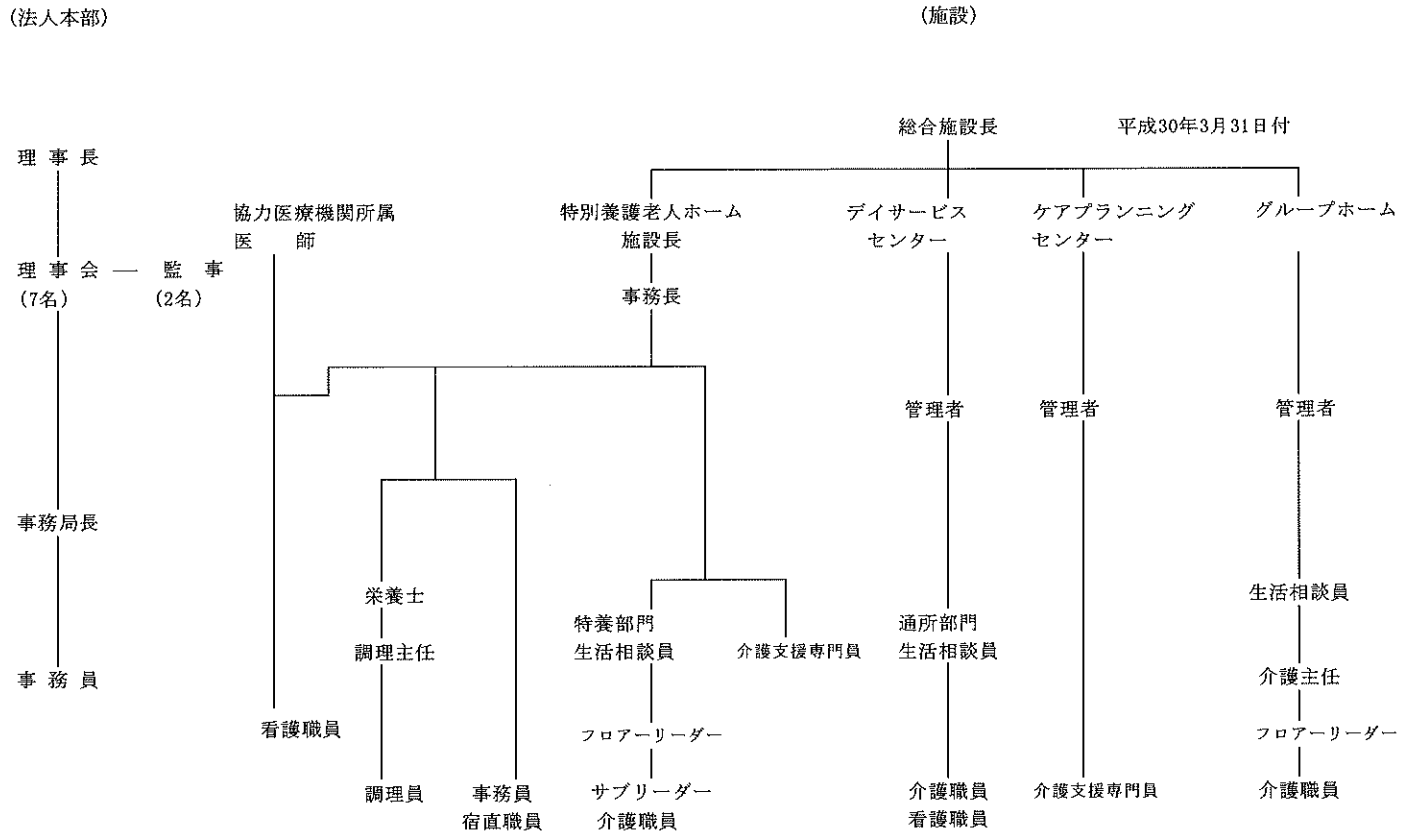 (法人本部)
(施設)
総合施設長
平成30年3月31日付
理事長
協力医療機関所属
医 師
特別養護老人ホーム
施設長
デイサービス
センター
ケアプランニング
センター
グループホーム
理事会 — 監事
(7名) (2名)
事務長
管理者
管理者
管理者
事務局長
栄養士
調理主任
特養部門
生活相談員
介護支援専門員
通所部門
生活相談員
生活相談員
介護主任
事務員
看護職員
フロアーリーダー
フロアーリーダー
調理員
事務員
宿直職員
サブリーダー
介護職員
介護職員
看護職員
介護支援専門員
介護職員